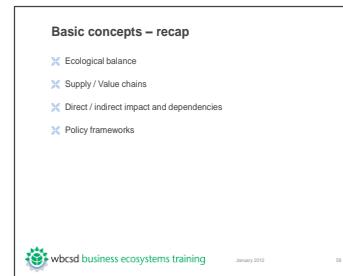 Basic concepts – recap
Ecological balance
Supply / Value chains
Direct / indirect impact and dependencies
Policy frameworks
wbcsd business ecosystems training
January 2012